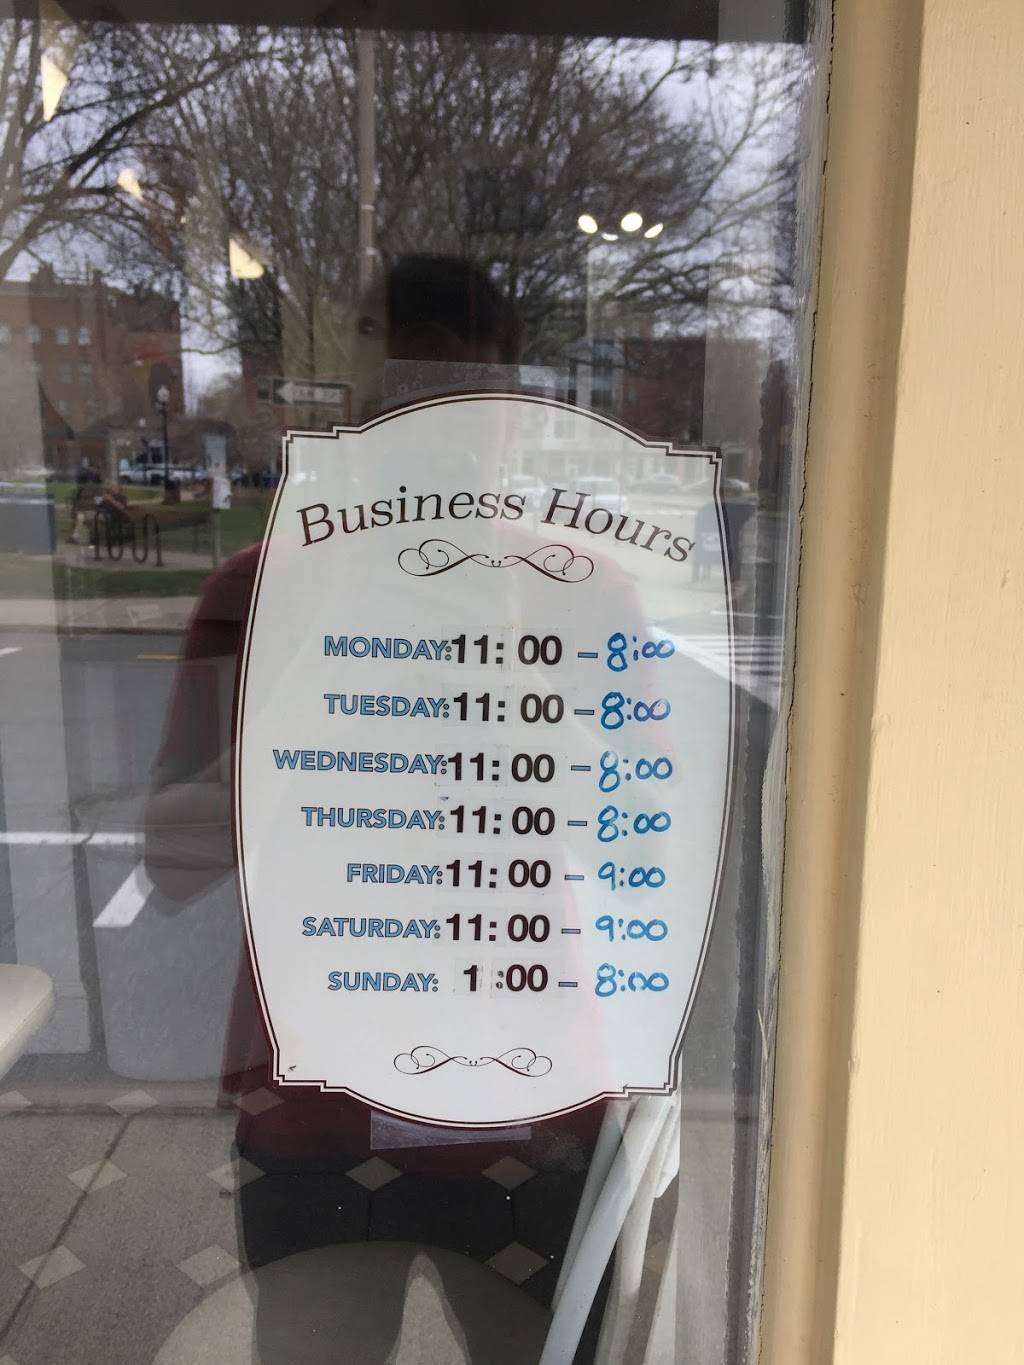 Business Hours
MONDAY: 11: 00 – 8:00
TUESDAY: 11: 00 – 8:00
WEDNESDAY: 11: 00 – 8:00
THURSDAY: 11: 00 – 8:00
FRIDAY: 11: 00 – 9:00
SATURDAY: 11: 00 – 9:00
SUNDAY: 1 :00 – 8:00